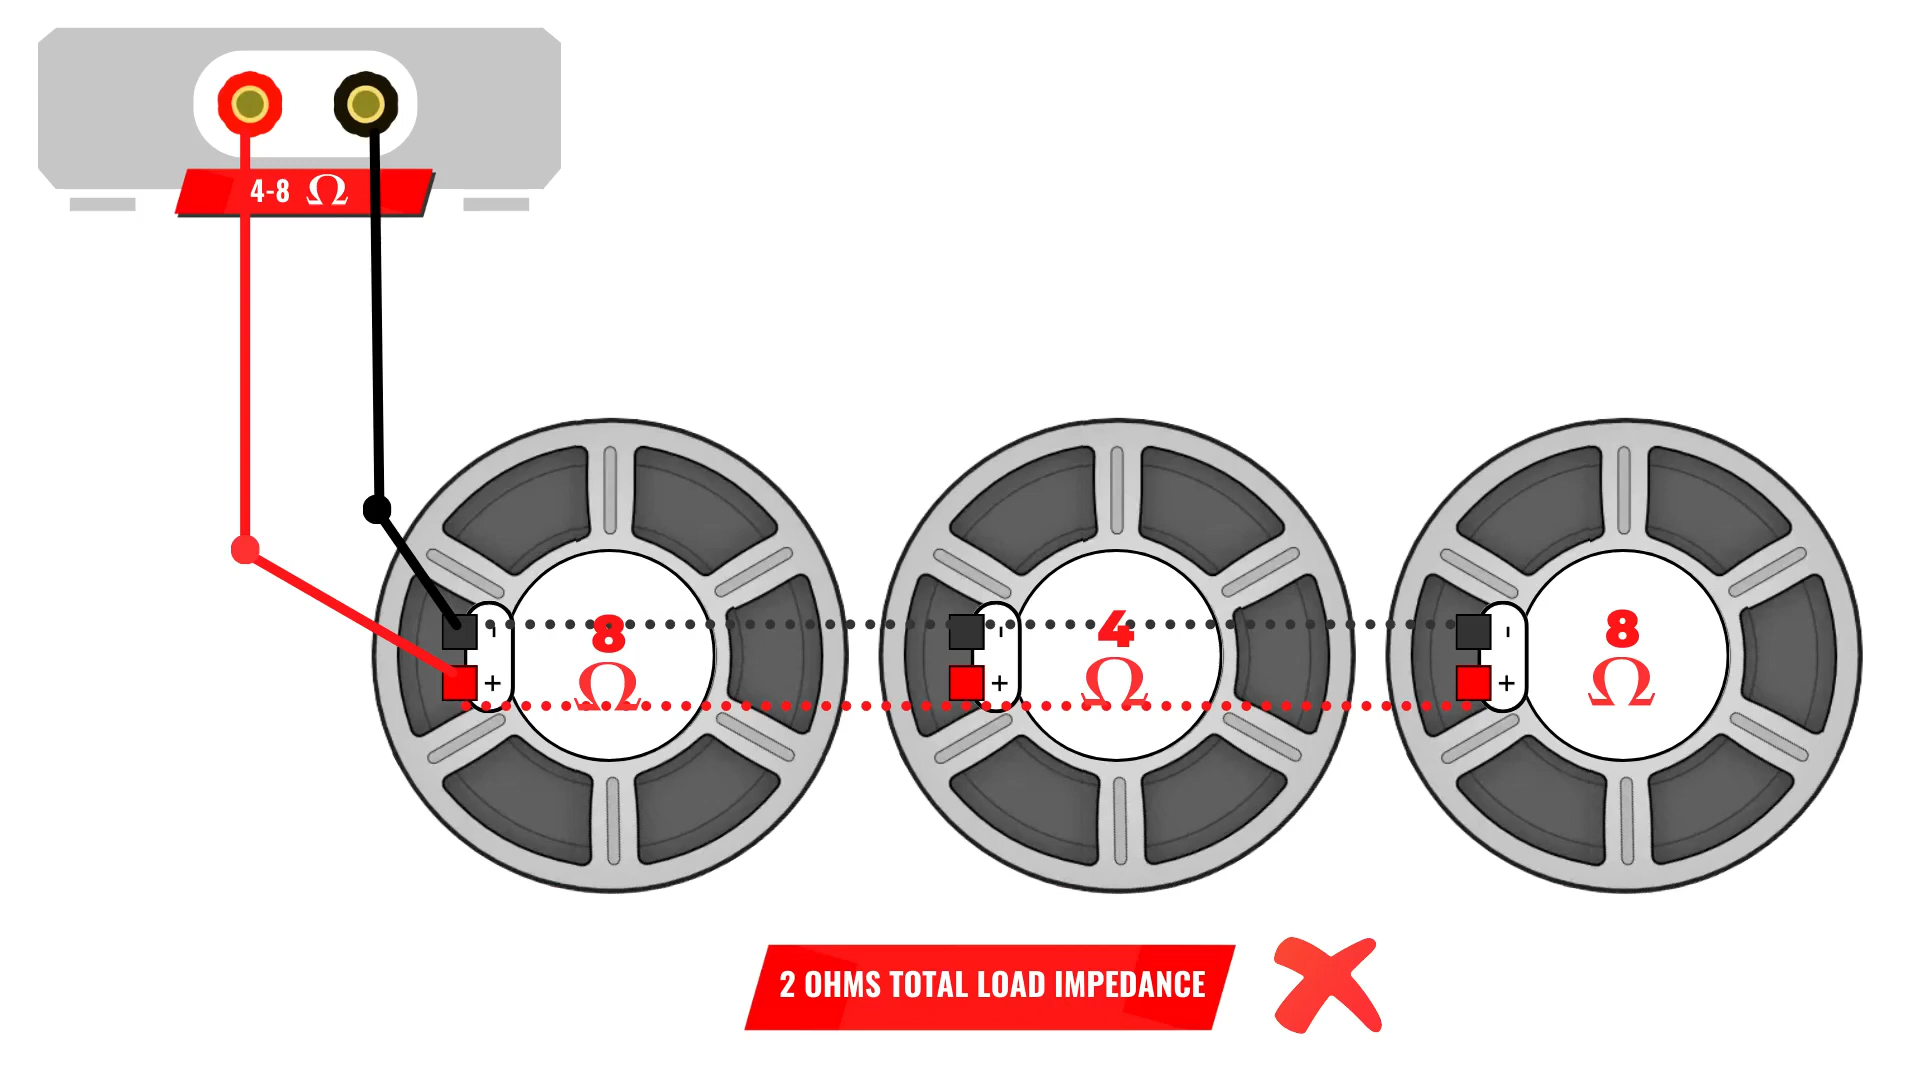 4-8 Ω
- - -
8 4 8
+ + +
Ω Ω Ω
2 OHMS TOTAL LOAD IMPEDANCE